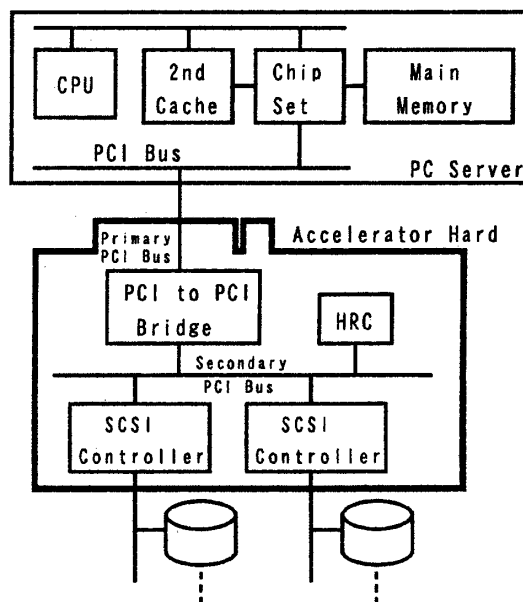 CPU
2nd
Cache
Chip
Set
Main
Memory
PCI Bus
PC Server
Primary
PCI Bus
Accelerator Hard
PCI to PCI
Bridge
HRC
Secondary
PCI Bus
SCSI
Controller
SCSI
Controller